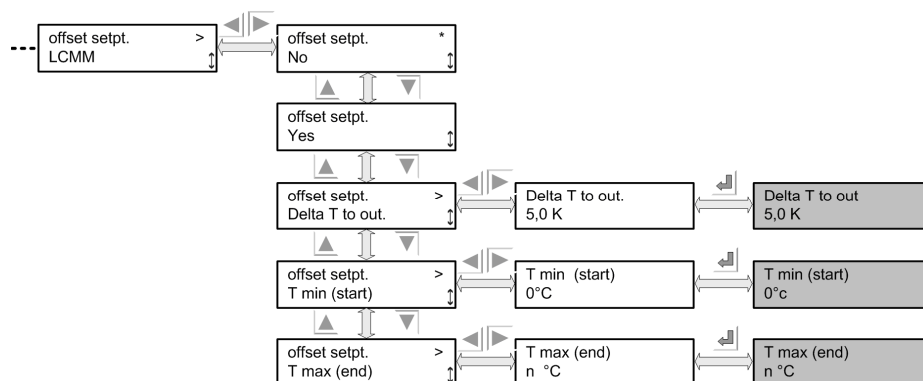 offset setpt. >
LCMM
offset setpt. *
No
offset setpt.
Yes
offset setpt. >
Delta T to out.
Delta T to out.
5,0 K
Delta T to out
5,0 K
offset setpt. >
T min (start)
T min (start)
0°C
T min (start)
0°c
offset setpt. >
T max (end)
T max (end)
n °C
T max (end)
n °C